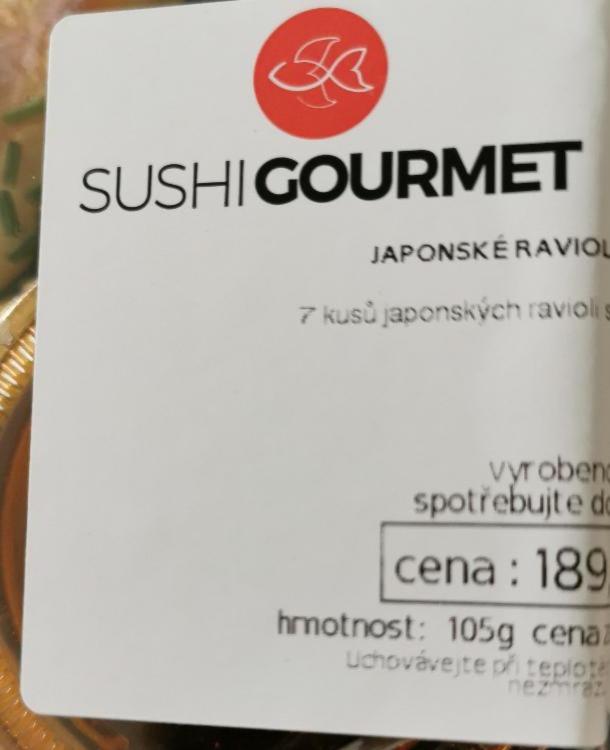 SUSHI GOURMET
JAPONSKÉ RAVIOL
7 kusů japonských ravioli s
vyrobeno
spotřebujte do
cena : 189
hmotnost: 105g cena
Uchovávejte při teplotě
nezmraz